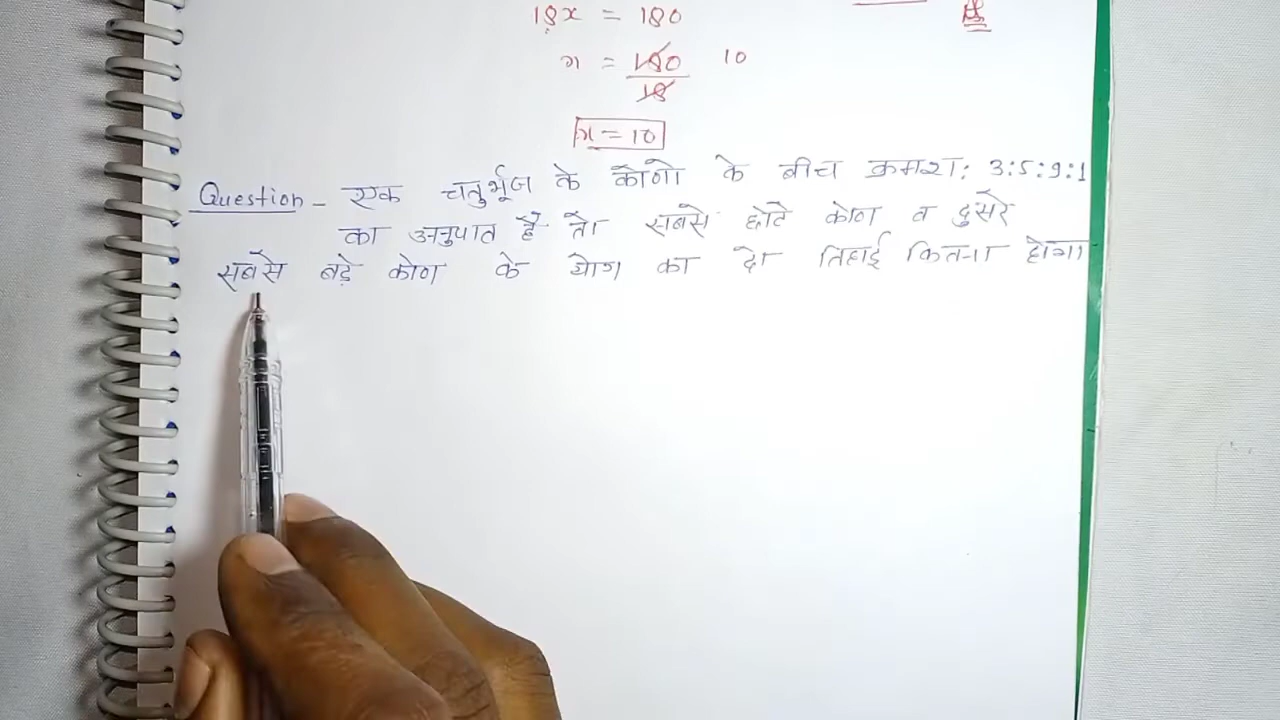 18x = 180
x = 180/18 10
x = 10
Question - एक चतुर्भूज के कोणो के बीच क्रमश: 3:5:9:1
का अनुपात है तो सबसे छोटे कोण व दुसरे
सबसे बड़े कोण के योग का दो तिहाई कितना होगा